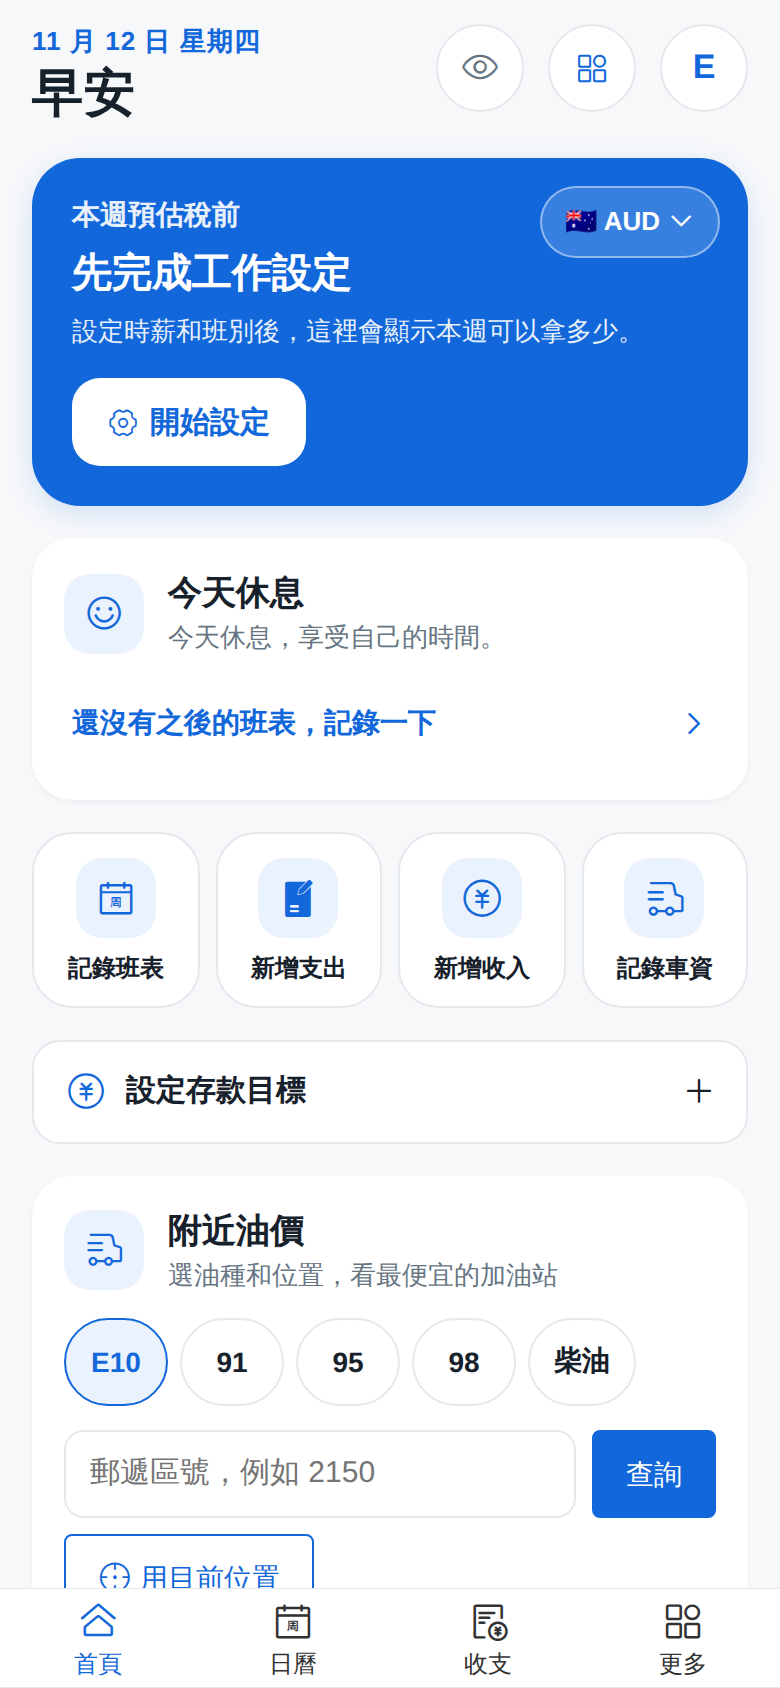 11 月 12 日 星期四
早安
E
本週預估稅前
AUD
先完成工作設定
設定時薪和班別後，這裡會顯示本週可以拿多少。
開始設定
今天休息
今天休息，享受自己的時間。
還沒有之後的班表，記錄一下
周
記錄班表
新增支出
¥
新增收入
記錄車資
¥
設定存款目標
附近油價
選油種和位置，看最便宜的加油站
E10
91
95
98
柴油
郵遞區號，例如 2150
查詢
用目前位置
首頁
周
日曆
¥
收支
更多